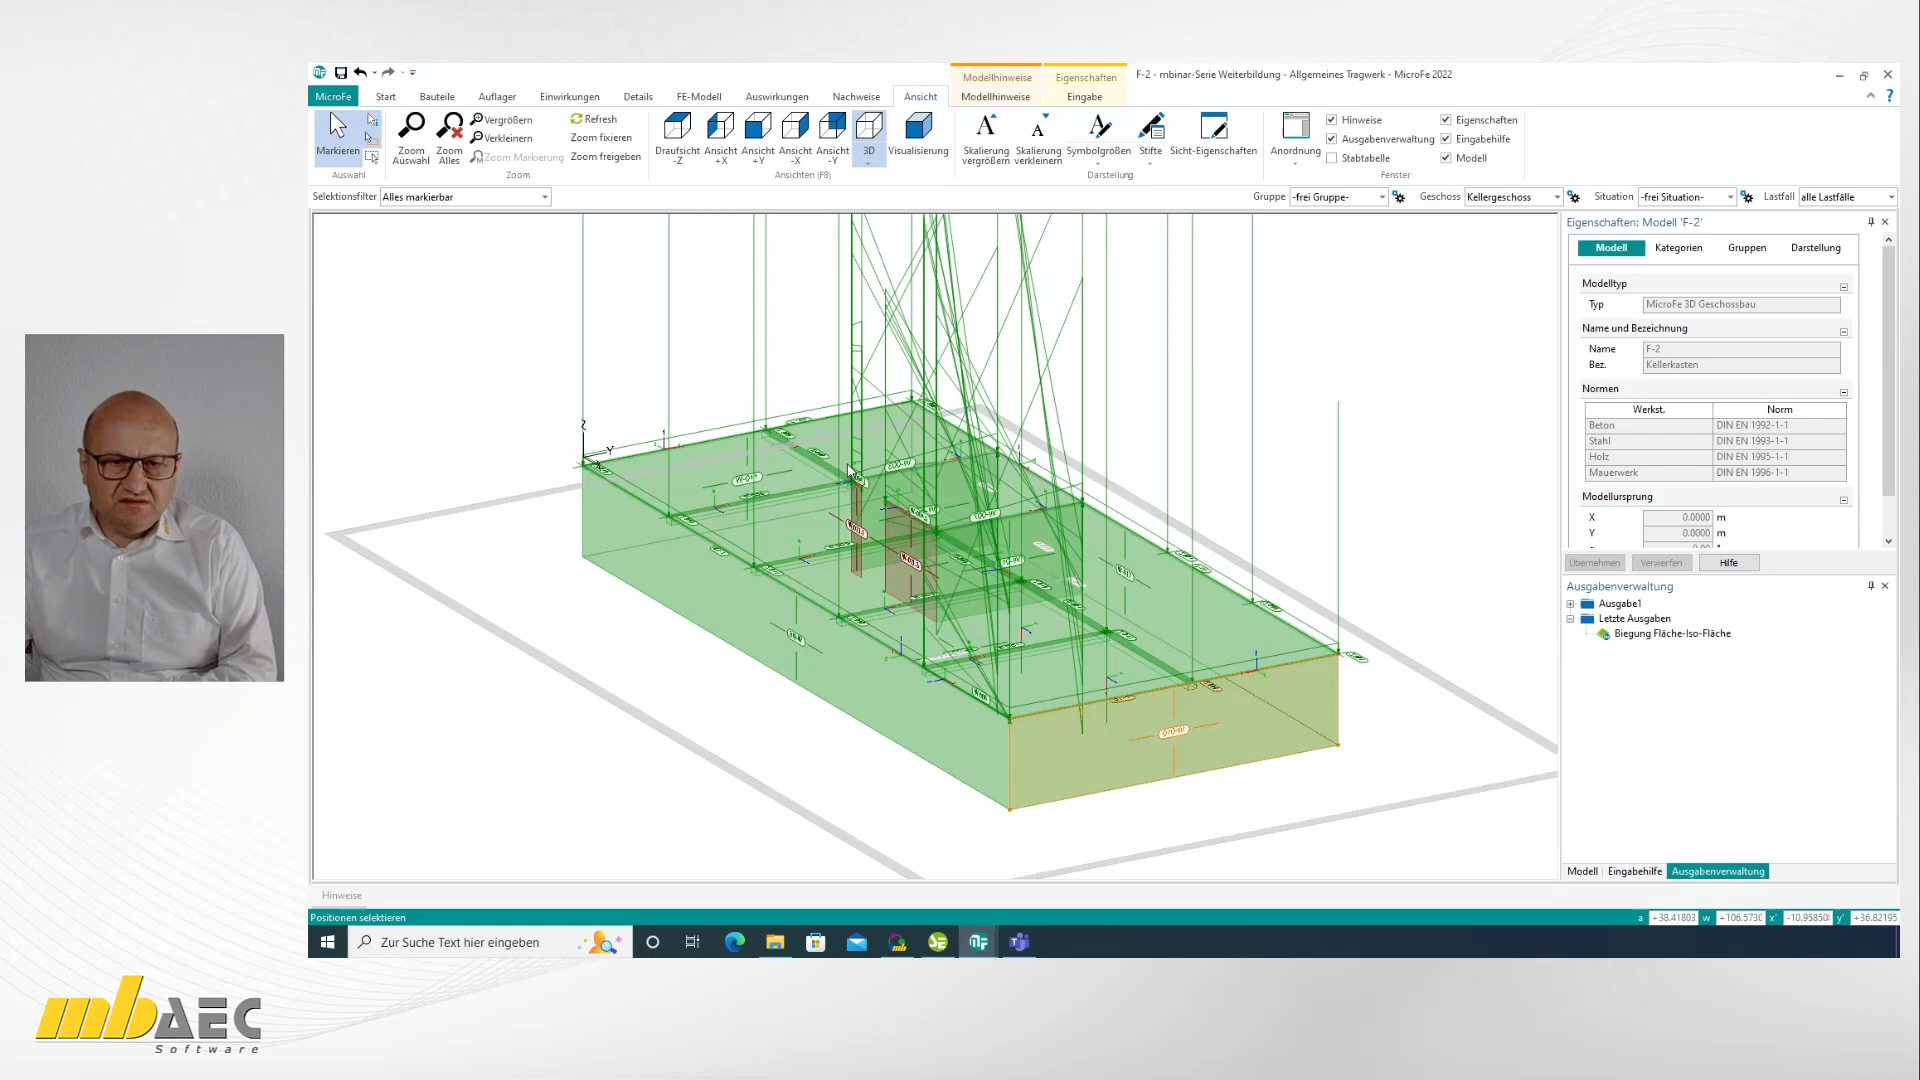 Modellhinweise Eigenschaften F-2 - mbinar-Serie Weiterbildung - Allgemeines Tragwerk - MicroFe 2022
MicroFe Start Bauteile Auflager Einwirkungen Details FE-Modell Auswirkungen Nachweise Ansicht Modellhinweise Eingabe
Markieren
Zoom Auswahl
Zoom Alles
Vergrößern
Verkleinern
Zoom Markierung
Refresh
Zoom fixieren
Zoom freigeben
Draufsicht -Z
Ansicht +X
Ansicht +Y
Ansicht -X
Ansicht -Y
3D
Visualisierung
Skalierung vergrößern
Skalierung verkleinern
Symbolgrößen
Stifte
Sicht-Eigenschaften
Anordnung
Hinweise
Ausgabenverwaltung
Stabtabelle
Eigenschaften
Eingabehilfe
Modell
Auswahl Zoom Ansichten (F8) Darstellung Fenster
Selektionsfilter Alles markierbar Gruppe -frei Gruppe- Geschoss Kellergeschoss Situation -frei Situation- Lastfall alle Lastfälle
Eigenschaften: Modell 'F-2'
Modell Kategorien Gruppen Darstellung
Modelltyp
Typ MicroFe 3D Geschossbau
Name und Bezeichnung
Name F-2
Bez. Kellerkasten
Normen
Werkst. Norm
Beton DIN EN 1992-1-1
Stahl DIN EN 1993-1-1
Holz DIN EN 1995-1-1
Mauerwerk DIN EN 1996-1-1
Modellursprung
X 0.0000 m
Y 0.0000 m
Übernehmen Verwerfen Hilfe
Ausgabenverwaltung
Ausgabe1
Letzte Ausgaben
Biegung Fläche-Iso-Fläche
Modell Eingabehilfe Ausgabenverwaltung
Z
Y
Hinweise
Positionen selektieren a +38.41803 w +106.5730 x' -10.95850 y' +36.82195
Zur Suche Text hier eingeben
mbAEC
Software